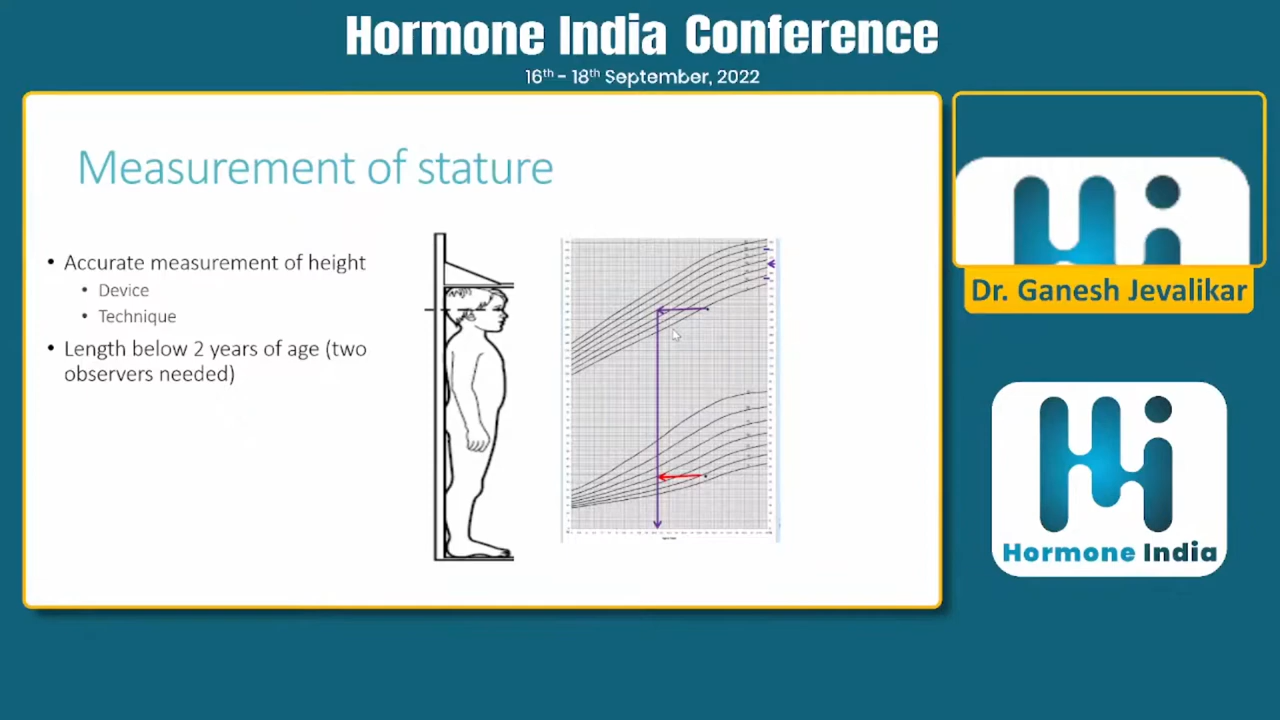 Hormone India Conference
16th - 18th September, 2022
Measurement of stature
• Accurate measurement of height
• Device
• Technique
• Length below 2 years of age (two
observers needed)
Dr. Ganesh Jevalikar
Hormone India